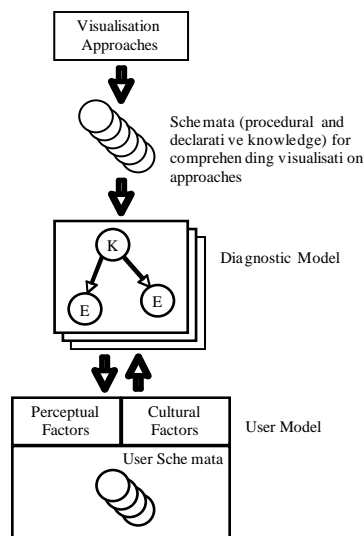 Visualisation
Approaches
Schemata (procedural and
declarative knowledge) for
comprehending visualisation
approaches
K
E
E
Diagnostic Model
Perceptual
Factors
Cultural
Factors
User Model
User Schemata